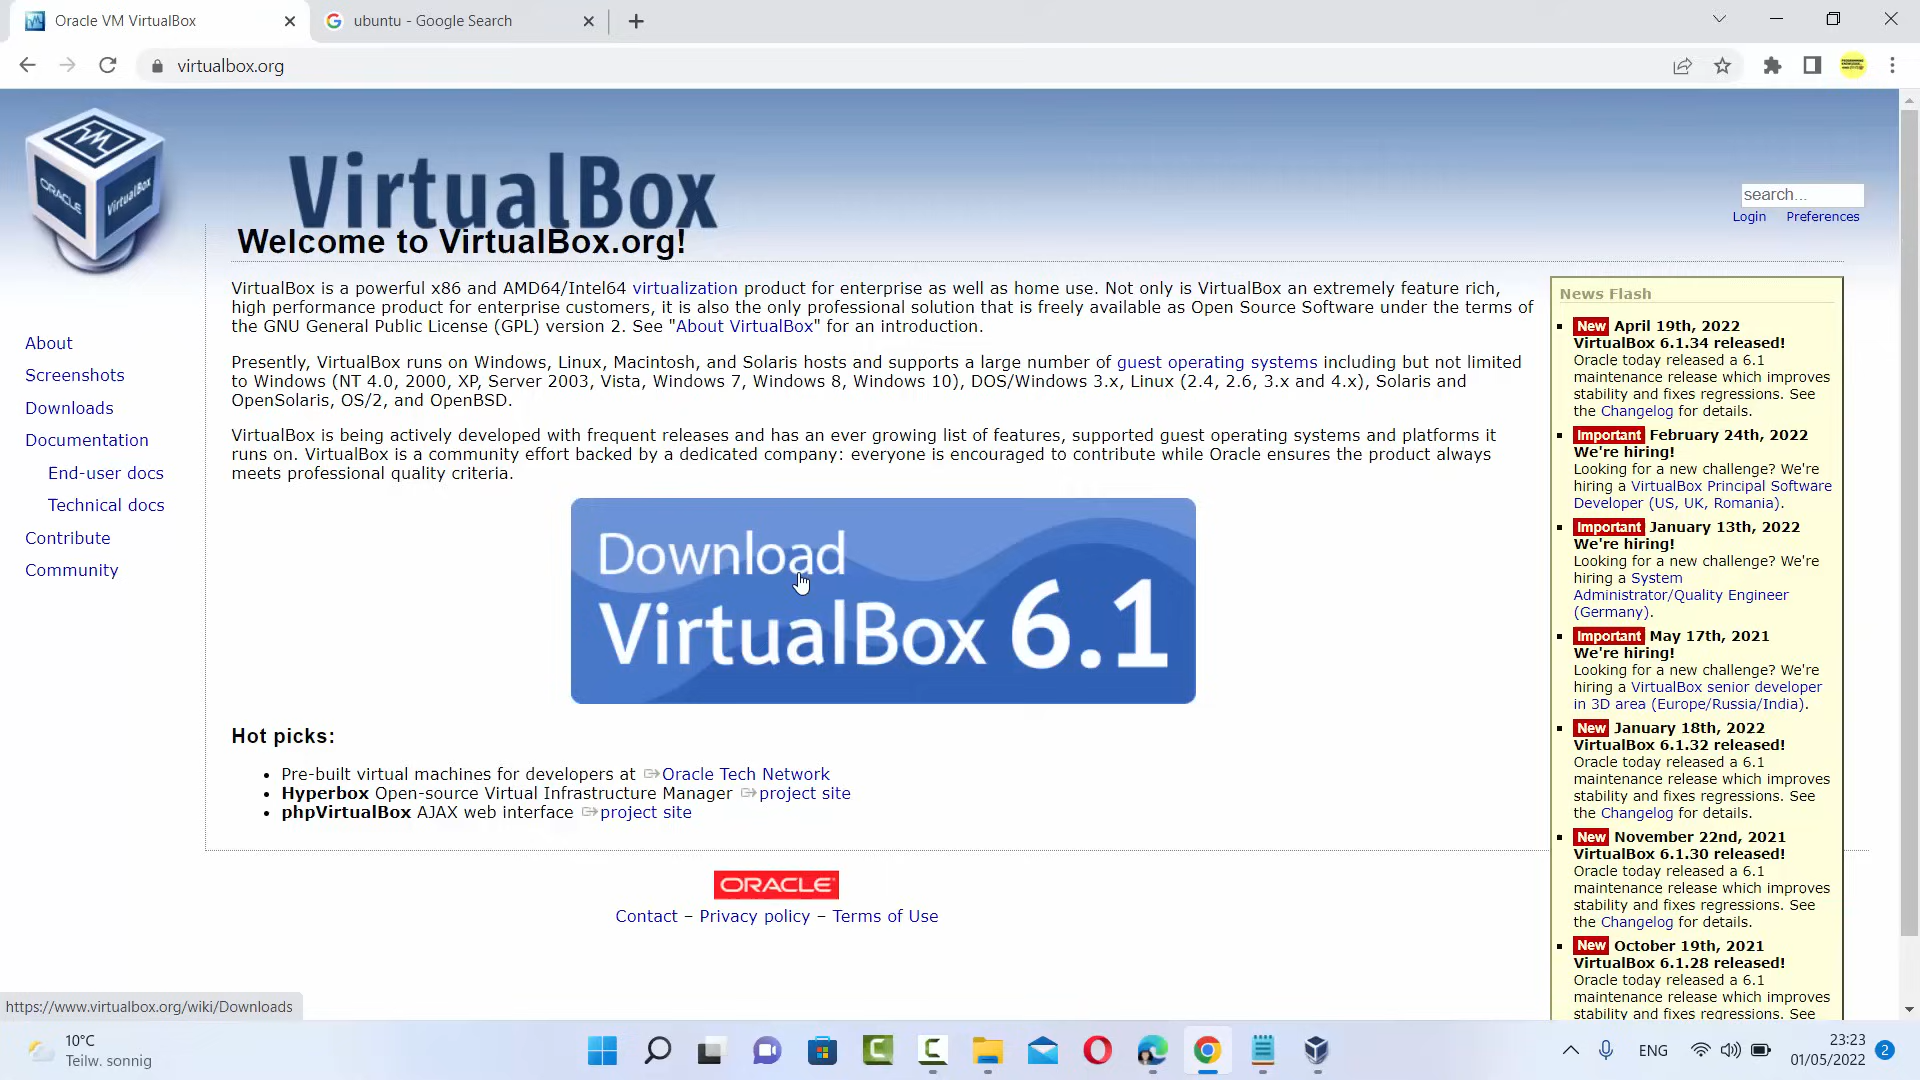 Oracle VM VirtualBox
ubuntu - Google Search
virtualbox.org
ORACLE
VirtualBox
VirtualBox
search...
Login Preferences
Welcome to VirtualBox.org!
About
Screenshots
Downloads
Documentation
End-user docs
Technical docs
Contribute
Community
VirtualBox is a powerful x86 and AMD64/Intel64 virtualization product for enterprise as well as home use. Not only is VirtualBox an extremely feature rich,
high performance product for enterprise customers, it is also the only professional solution that is freely available as Open Source Software under the terms of
the GNU General Public License (GPL) version 2. See "About VirtualBox" for an introduction.
Presently, VirtualBox runs on Windows, Linux, Macintosh, and Solaris hosts and supports a large number of guest operating systems including but not limited
to Windows (NT 4.0, 2000, XP, Server 2003, Vista, Windows 7, Windows 8, Windows 10), DOS/Windows 3.x, Linux (2.4, 2.6, 3.x and 4.x), Solaris and
OpenSolaris, OS/2, and OpenBSD.
VirtualBox is being actively developed with frequent releases and has an ever growing list of features, supported guest operating systems and platforms it
runs on. VirtualBox is a community effort backed by a dedicated company: everyone is encouraged to contribute while Oracle ensures the product always
meets professional quality criteria.
Download
VirtualBox 6.1
Hot picks:
• Pre-built virtual machines for developers at Oracle Tech Network
• Hyperbox Open-source Virtual Infrastructure Manager project site
• phpVirtualBox AJAX web interface project site
ORACLE
Contact – Privacy policy – Terms of Use
News Flash
New April 19th, 2022
VirtualBox 6.1.34 released!
Oracle today released a 6.1
maintenance release which improves
stability and fixes regressions. See
the Changelog for details.
Important February 24th, 2022
We're hiring!
Looking for a new challenge? We're
hiring a VirtualBox Principal Software
Developer (US, UK, Romania).
Important January 13th, 2022
We're hiring!
Looking for a new challenge? We're
hiring a System
Administrator/Quality Engineer
(Germany).
Important May 17th, 2021
We're hiring!
Looking for a new challenge? We're
hiring a VirtualBox senior developer
in 3D area (Europe/Russia/India).
New January 18th, 2022
VirtualBox 6.1.32 released!
Oracle today released a 6.1
maintenance release which improves
stability and fixes regressions. See
the Changelog for details.
New November 22nd, 2021
VirtualBox 6.1.30 released!
Oracle today released a 6.1
maintenance release which improves
stability and fixes regressions. See
the Changelog for details.
New October 19th, 2021
VirtualBox 6.1.28 released!
Oracle today released a 6.1
maintenance release which improves
stability and fixes regressions. See
https://www.virtualbox.org/wiki/Downloads
10°C
Teilw. sonnig
ENG
23:23
01/05/2022
2